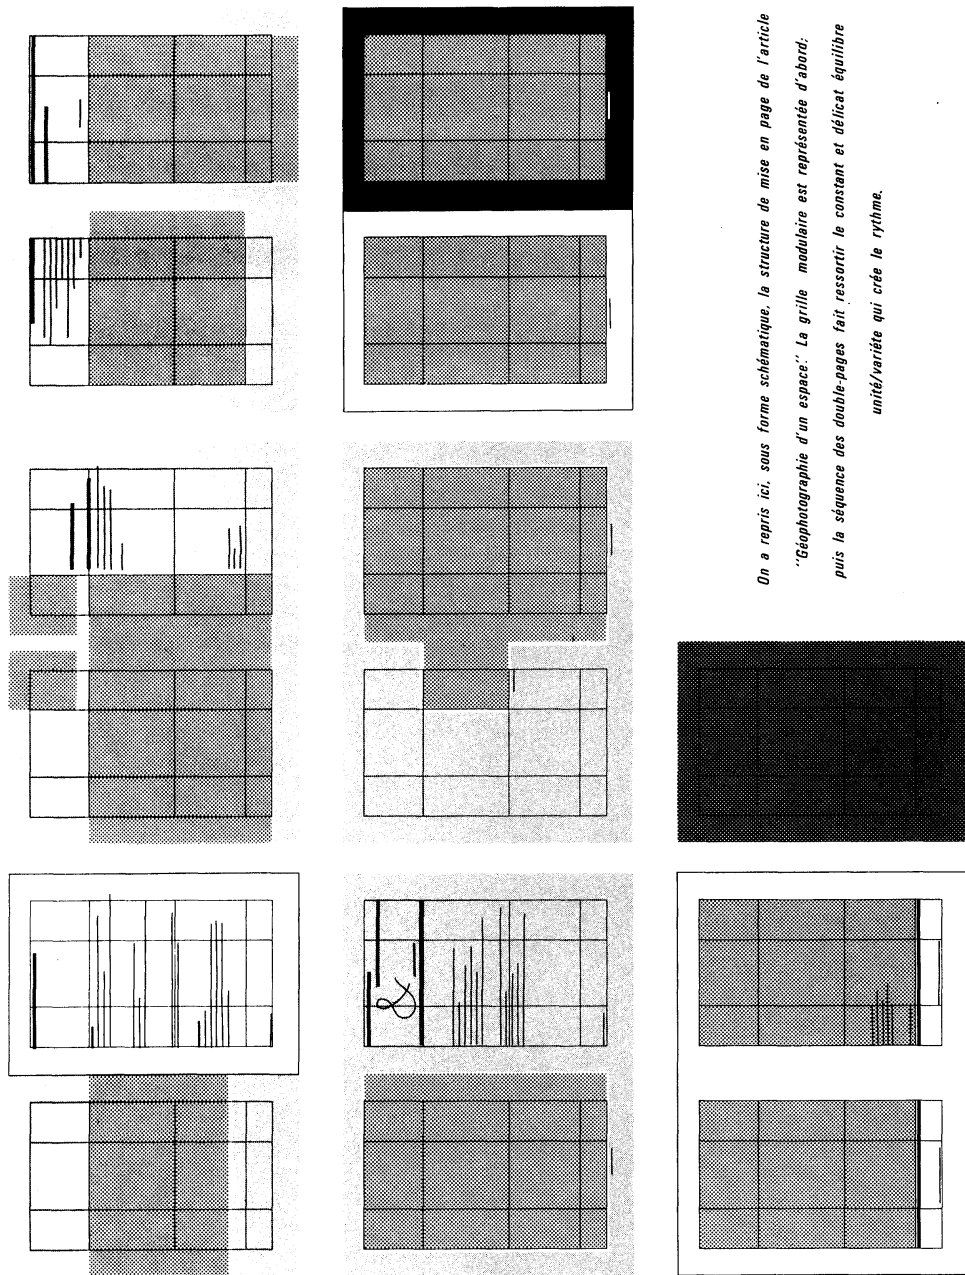 On a repris ici, sous forme schématique, la structure de mise en page de l'article
"Géophotographie d'un espace." La grille modulaire est représentée d'abord;
puis la séquence des double-pages fait ressortir le constant et délicat équilibre
unité/variéte qui crée le rythme.
&